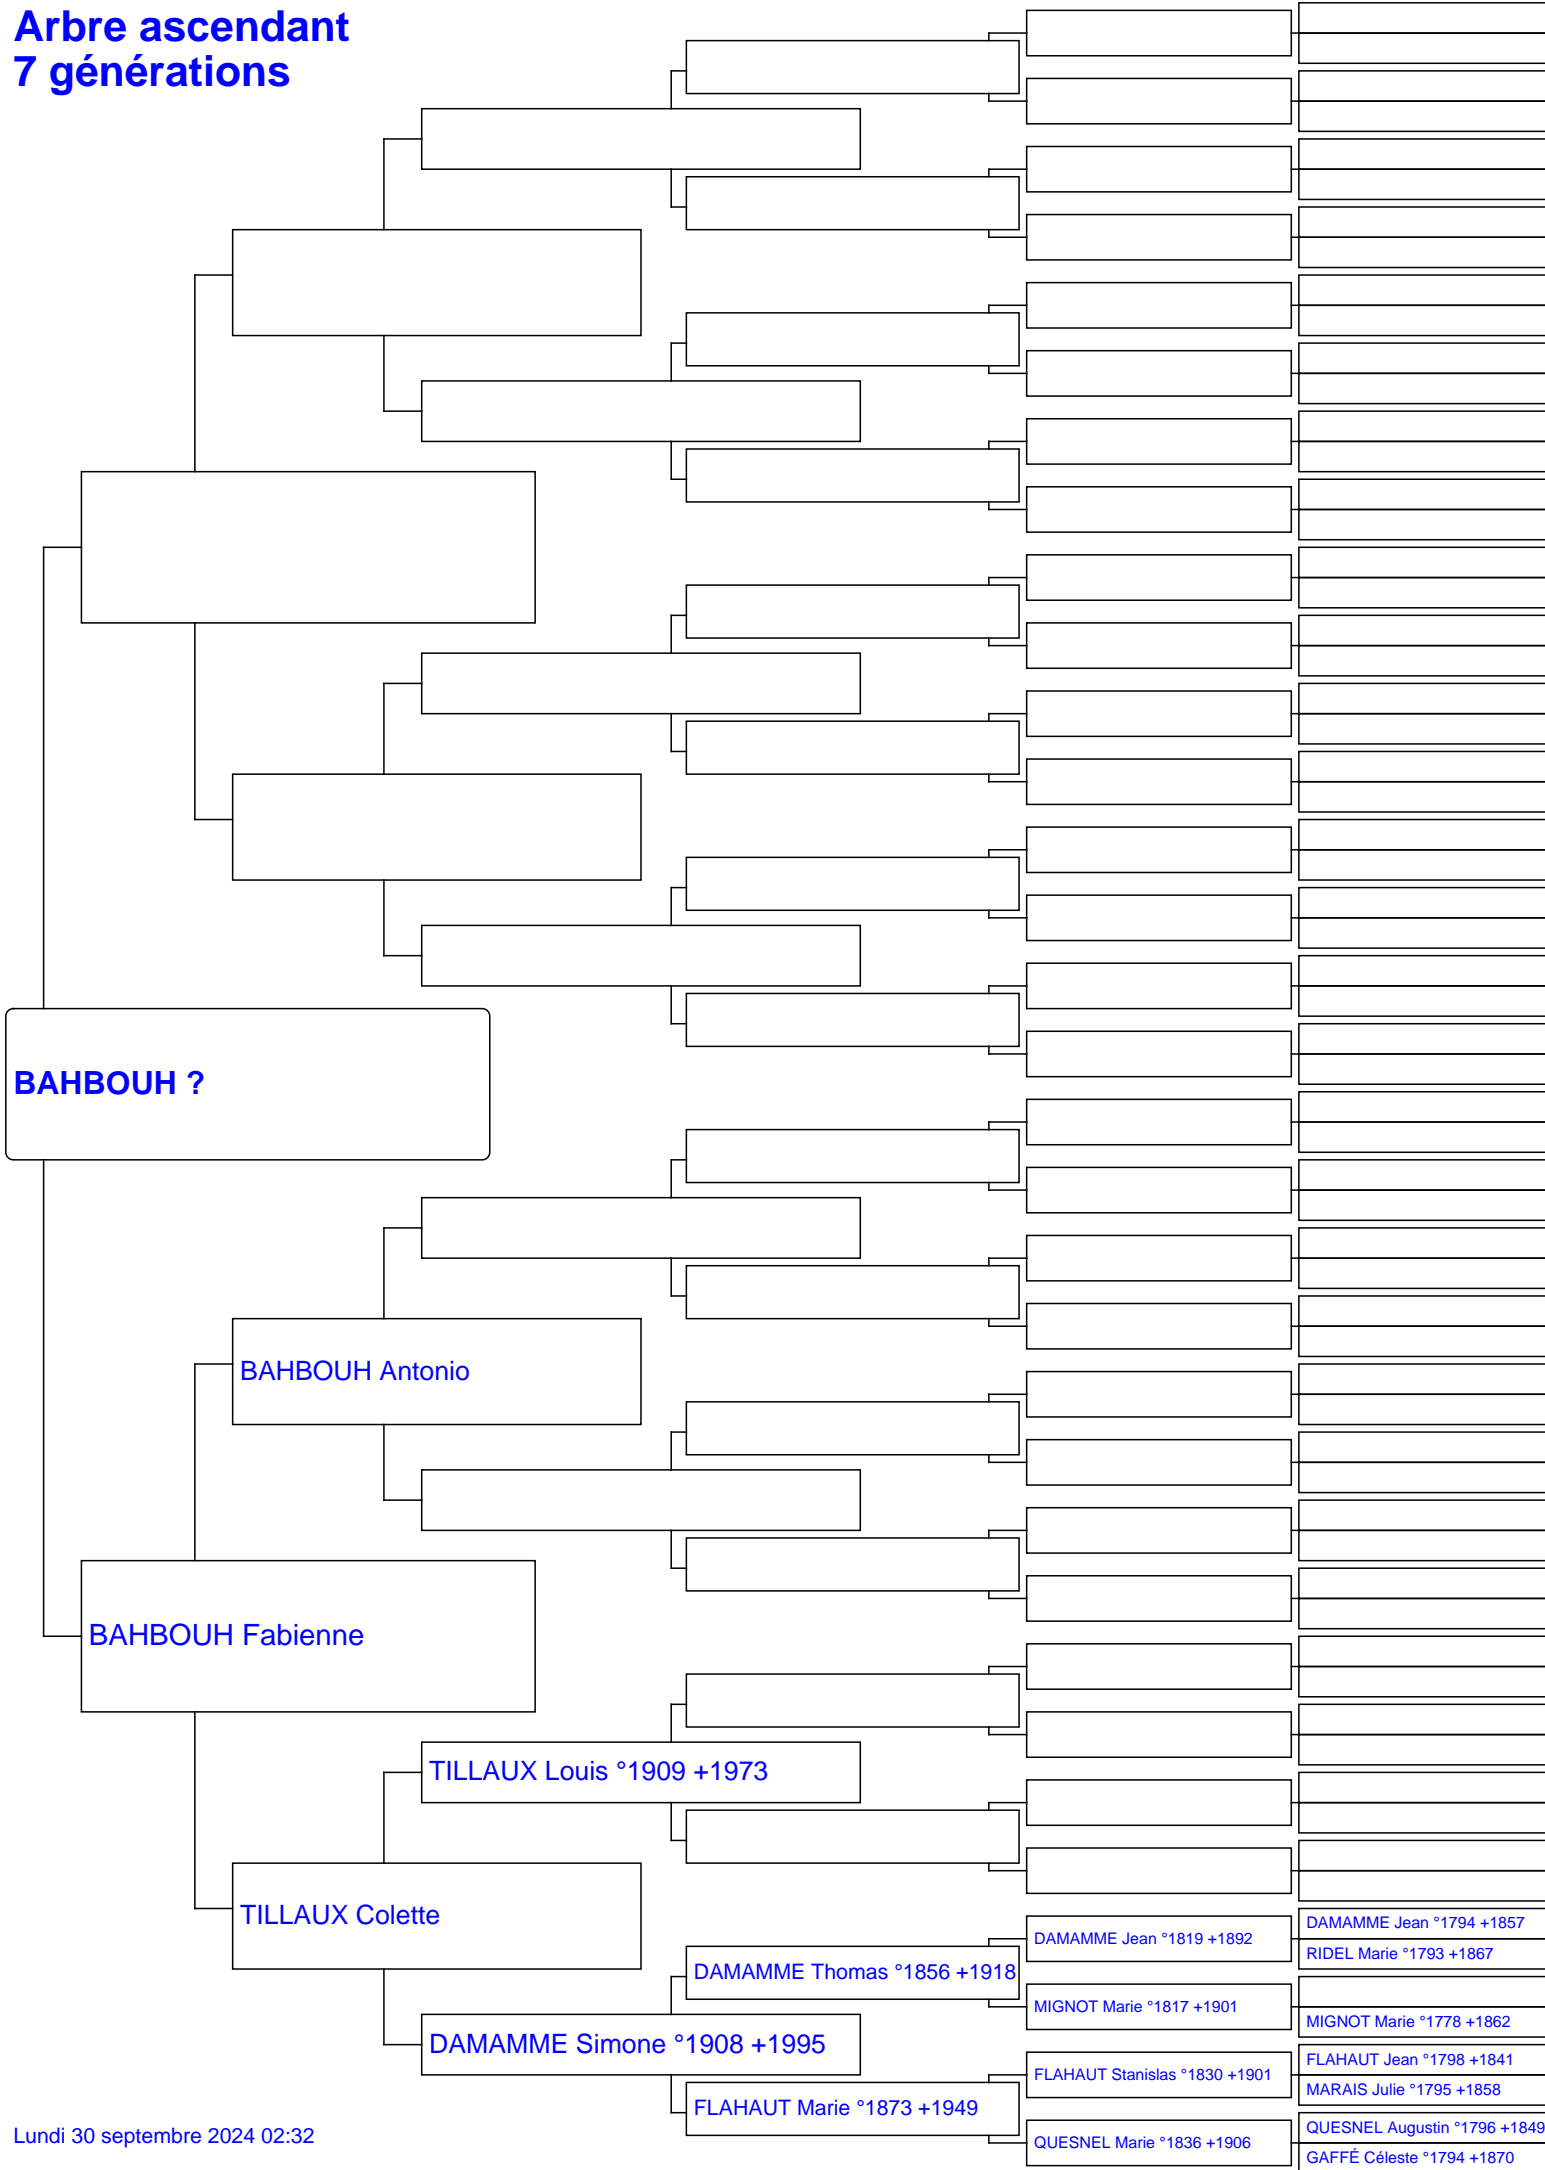 Arbre ascendant
7 générations
BAHBOUH ?
BAHBOUH Antonio
BAHBOUH Fabienne
TILLAUX Louis °1909 +1973
TILLAUX Colette
DAMAMME Jean °1794 +1857
DAMAMME Jean °1819 +1892
RIDEL Marie °1793 +1867
DAMAMME Thomas °1856 +1918
MIGNOT Marie °1817 +1901
MIGNOT Marie °1778 +1862
DAMAMME Simone °1908 +1995
FLAHAUT Jean °1798 +1841
FLAHAUT Stanislas °1830 +1901
MARAIS Julie °1795 +1858
FLAHAUT Marie °1873 +1949
QUESNEL Augustin °1796 +1849
QUESNEL Marie °1836 +1906
GAFFÉ Céleste °1794 +1870
Lundi 30 septembre 2024 02:32